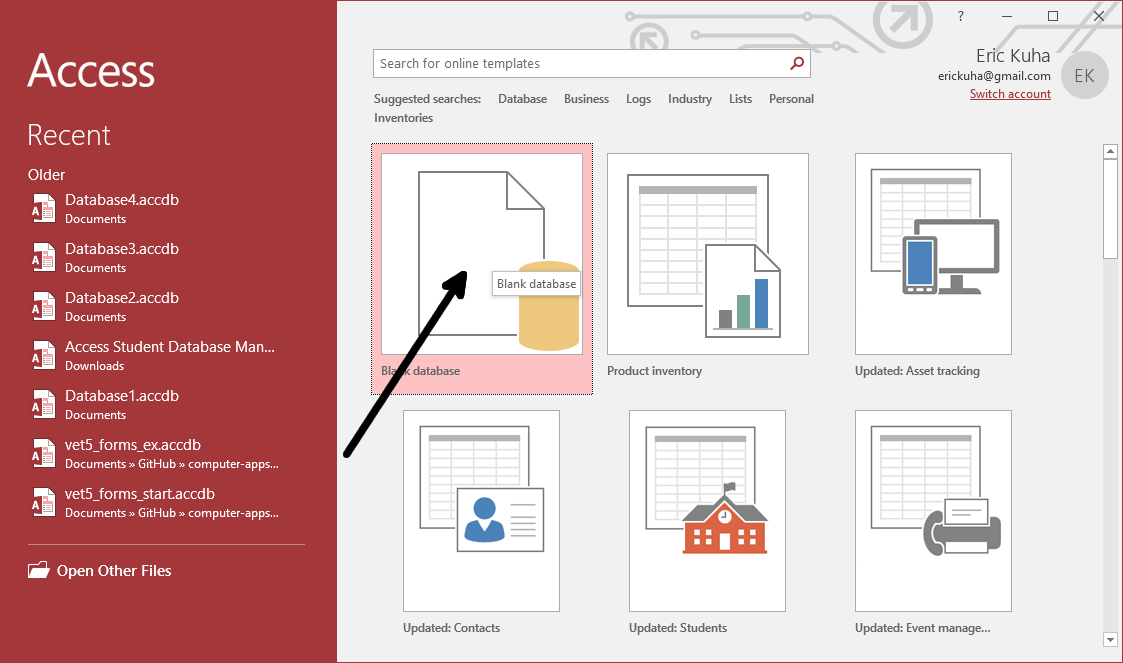 Access
Recent
Older
Database4.accdb
Documents
Database3.accdb
Documents
Database2.accdb
Documents
Access Student Database Man...
Downloads
Database1.accdb
Documents
vet5_forms_ex.accdb
Documents » GitHub » computer-apps...
vet5_forms_start.accdb
Documents » GitHub » computer-apps...
Open Other Files
?
Search for online templates
Eric Kuha
erickuha@gmail.com
Switch account
EK
Suggested searches: Database Business Logs Industry Lists Personal
Inventories
Blank database
Blank database
Product inventory
Updated: Asset tracking
Updated: Contacts
Updated: Students
Updated: Event manage...